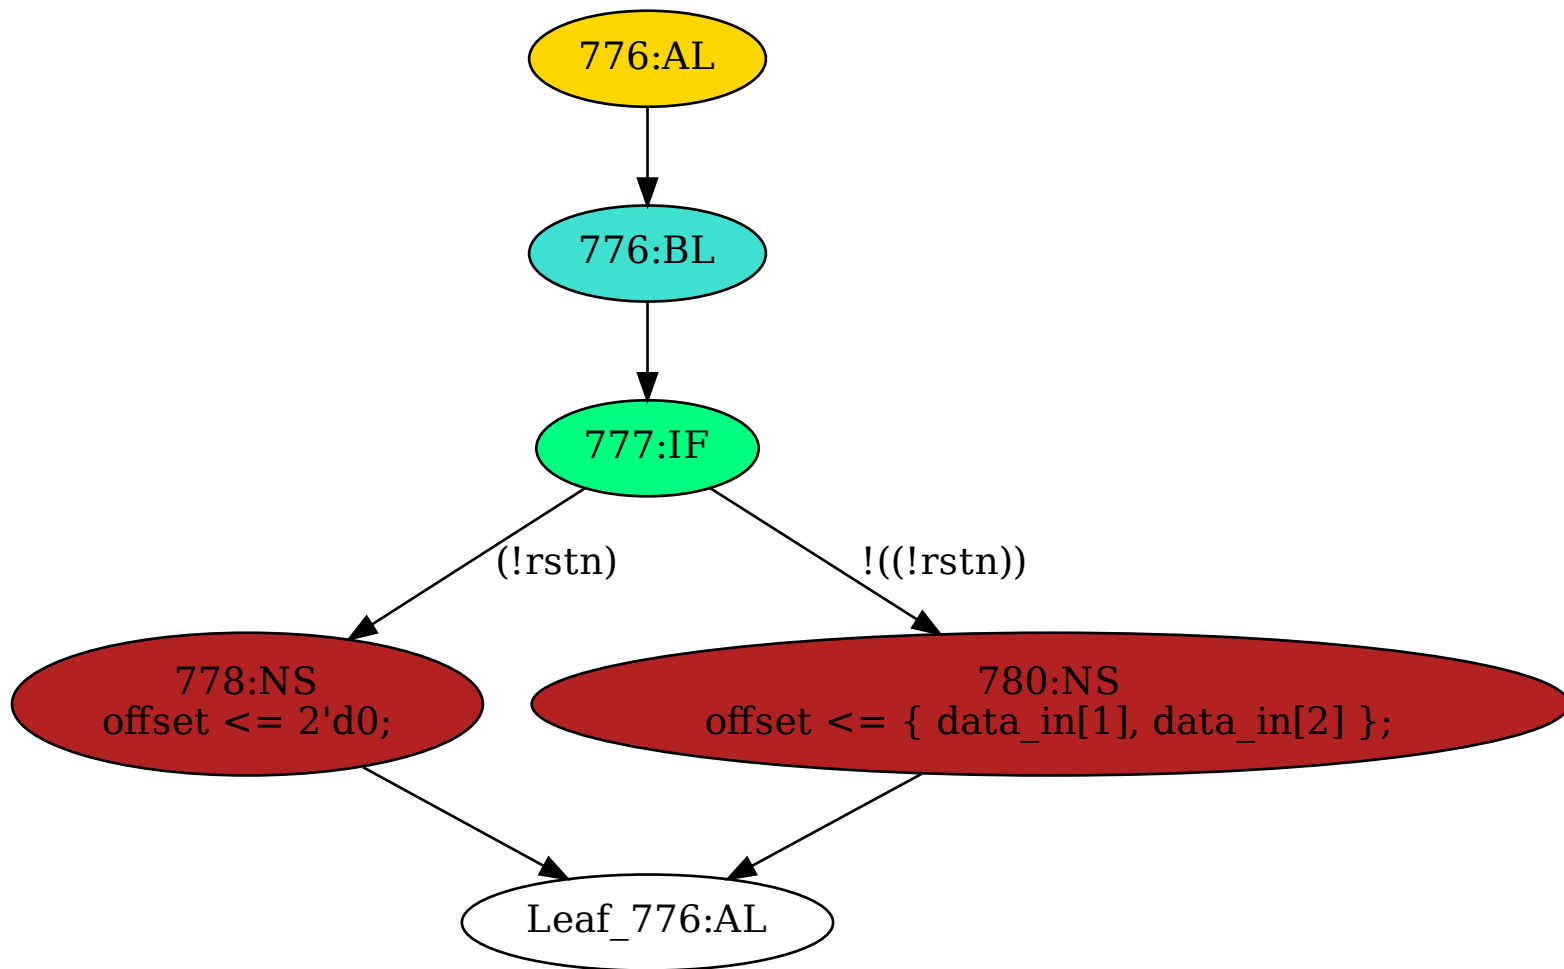 776:AL
776:BL
777:IF
(!rstn)
!((!rstn))
778:NS
offset <= 2'd0;
780:NS
offset <= { data_in[1], data_in[2] };
Leaf_776:AL